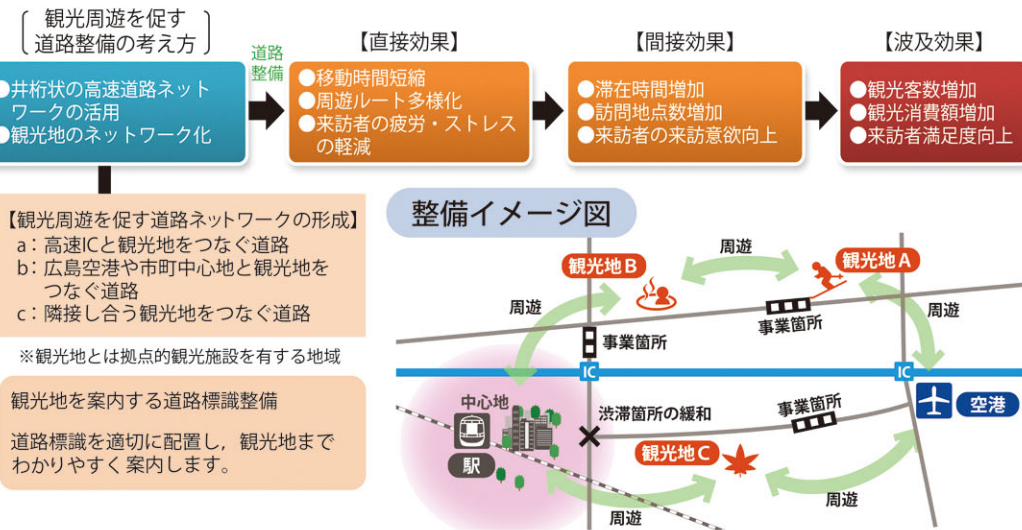 観光周遊を促す
道路整備の考え方
●井桁状の高速道路ネット
ワークの活用
●観光地のネットワーク化
道路
整備
【直接効果】
●移動時間短縮
●周遊ルート多様化
●来訪者の疲労・ストレス
の軽減
【間接効果】
●滞在時間増加
●訪問地点数増加
●来訪者の来訪意欲向上
【波及効果】
●観光客数増加
●観光消費額増加
●来訪者満足度向上
【観光周遊を促す道路ネットワークの形成】
a：高速ICと観光地をつなぐ道路
b：広島空港や市町中心地と観光地を
つなぐ道路
c：隣接し合う観光地をつなぐ道路
※観光地とは拠点的観光施設を有する地域
観光地を案内する道路標識整備
道路標識を適切に配置し，観光地まで
わかりやすく案内します。
整備イメージ図
周遊
観光地B
観光地A
周遊
周遊
事業箇所
事業箇所
IC
IC
中心地
渋滞箇所の緩和
事業箇所
空港
駅
観光地C
周遊
周遊